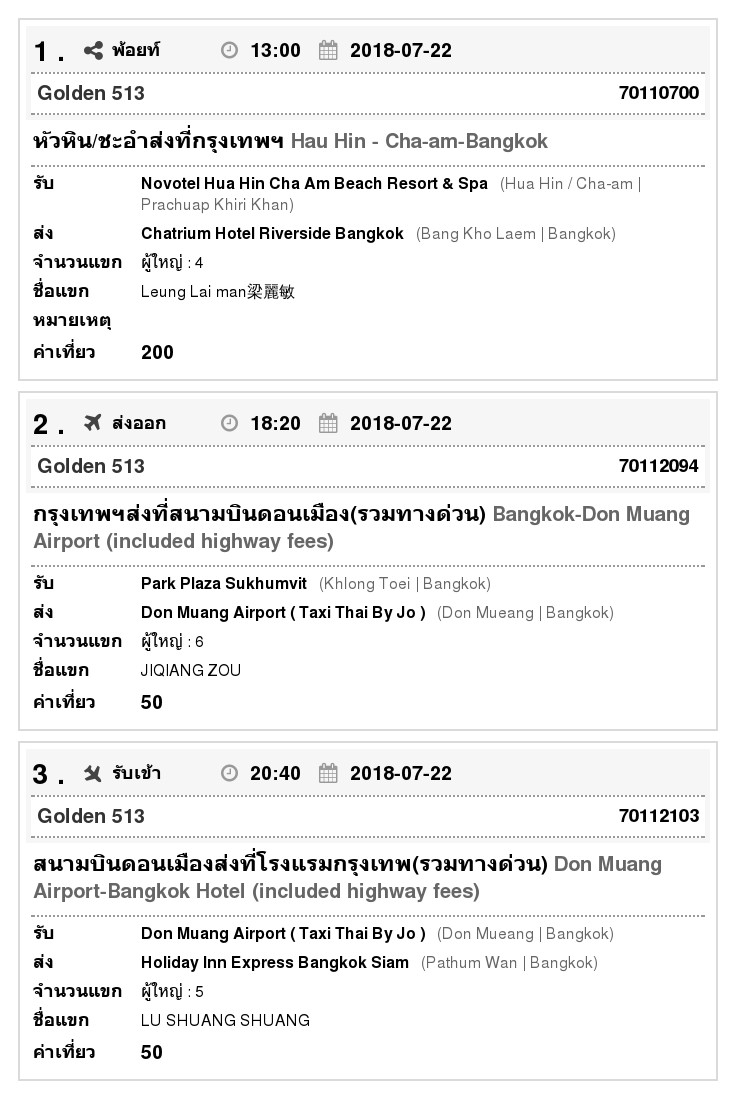 1 . พ้อยท์ 13:00 2018-07-22
Golden 513 70110700
หัวหิน/ชะอำส่งที่กรุงเทพฯ Hau Hin - Cha-am-Bangkok
รับ Novotel Hua Hin Cha Am Beach Resort & Spa (Hua Hin / Cha-am |
Prachuap Khiri Khan)
ส่ง Chatrium Hotel Riverside Bangkok (Bang Kho Laem | Bangkok)
จำนวนแขก ผู้ใหญ่ : 4
ชื่อแขก Leung Lai man梁麗敏
หมายเหตุ
ค่าเที่ยว 200
2 . ส่งออก 18:20 2018-07-22
Golden 513 70112094
กรุงเทพฯส่งที่สนามบินดอนเมือง(รวมทางด่วน) Bangkok-Don Muang
Airport (included highway fees)
รับ Park Plaza Sukhumvit (Khlong Toei | Bangkok)
ส่ง Don Muang Airport ( Taxi Thai By Jo ) (Don Mueang | Bangkok)
จำนวนแขก ผู้ใหญ่ : 6
ชื่อแขก JIQIANG ZOU
ค่าเที่ยว 50
3 . รับเข้า 20:40 2018-07-22
Golden 513 70112103
สนามบินดอนเมืองส่งที่โรงแรมกรุงเทพ(รวมทางด่วน) Don Muang
Airport-Bangkok Hotel (included highway fees)
รับ Don Muang Airport ( Taxi Thai By Jo ) (Don Mueang | Bangkok)
ส่ง Holiday Inn Express Bangkok Siam (Pathum Wan | Bangkok)
จำนวนแขก ผู้ใหญ่ : 5
ชื่อแขก LU SHUANG SHUANG
ค่าเที่ยว 50